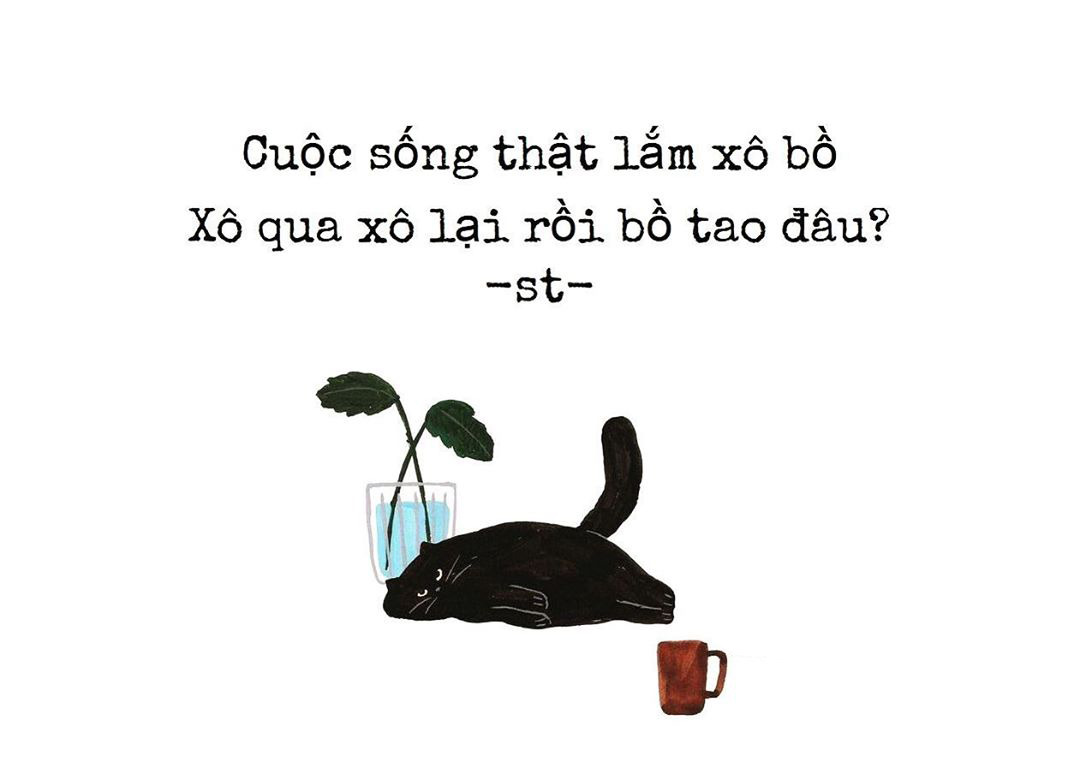 Cuộc sống thật lắm xô bồ
Xô qua xô lại rồi bồ tao đâu?
-st-